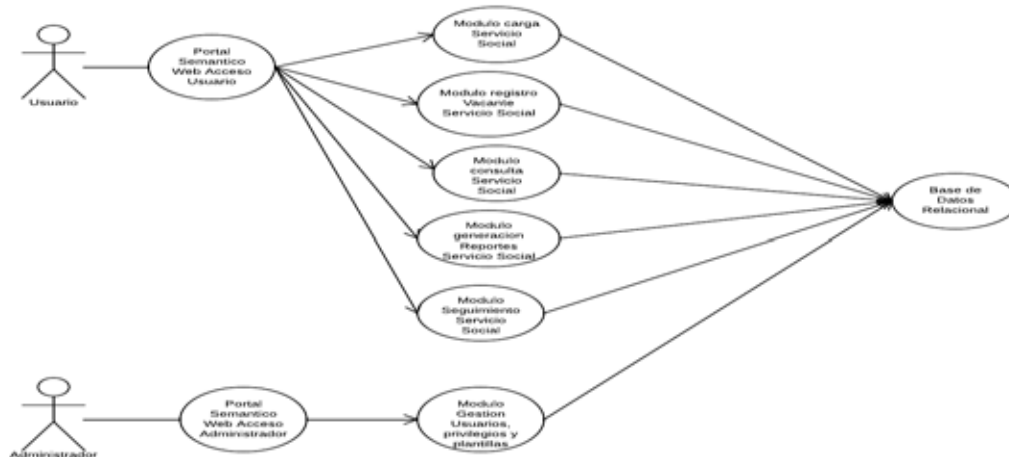 Modulo carga
Servicio
Social
Portal
Semantico
Web Acceso
Usuario
Usuario
Modulo registro
Vacante
Servicio Social
Modulo
consulta
Servicio
Social
Base de
Datos
Relacional
Modulo
generacion
Reportes
Servicio Social
Modulo
Seguimiento
Servicio
Social
Portal
Semantico
Web Acceso
Administrador
Modulo
Gestion
Usuarios,
privilegios y
plantillas
Administrador